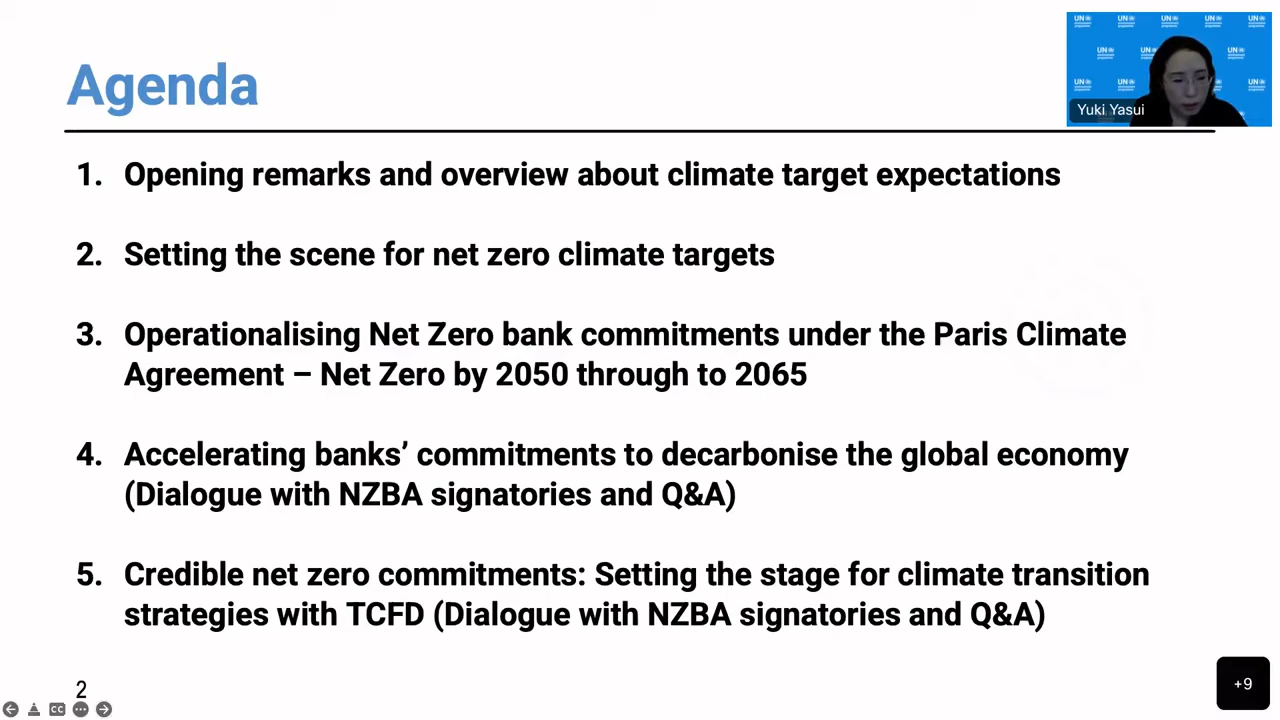 Agenda
Yuki Yasui
1. Opening remarks and overview about climate target expectations
2. Setting the scene for net zero climate targets
3. Operationalising Net Zero bank commitments under the Paris Climate
Agreement – Net Zero by 2050 through to 2065
4. Accelerating banks’ commitments to decarbonise the global economy
(Dialogue with NZBA signatories and Q&A)
5. Credible net zero commitments: Setting the stage for climate transition
strategies with TCFD (Dialogue with NZBA signatories and Q&A)
2
CC
+9